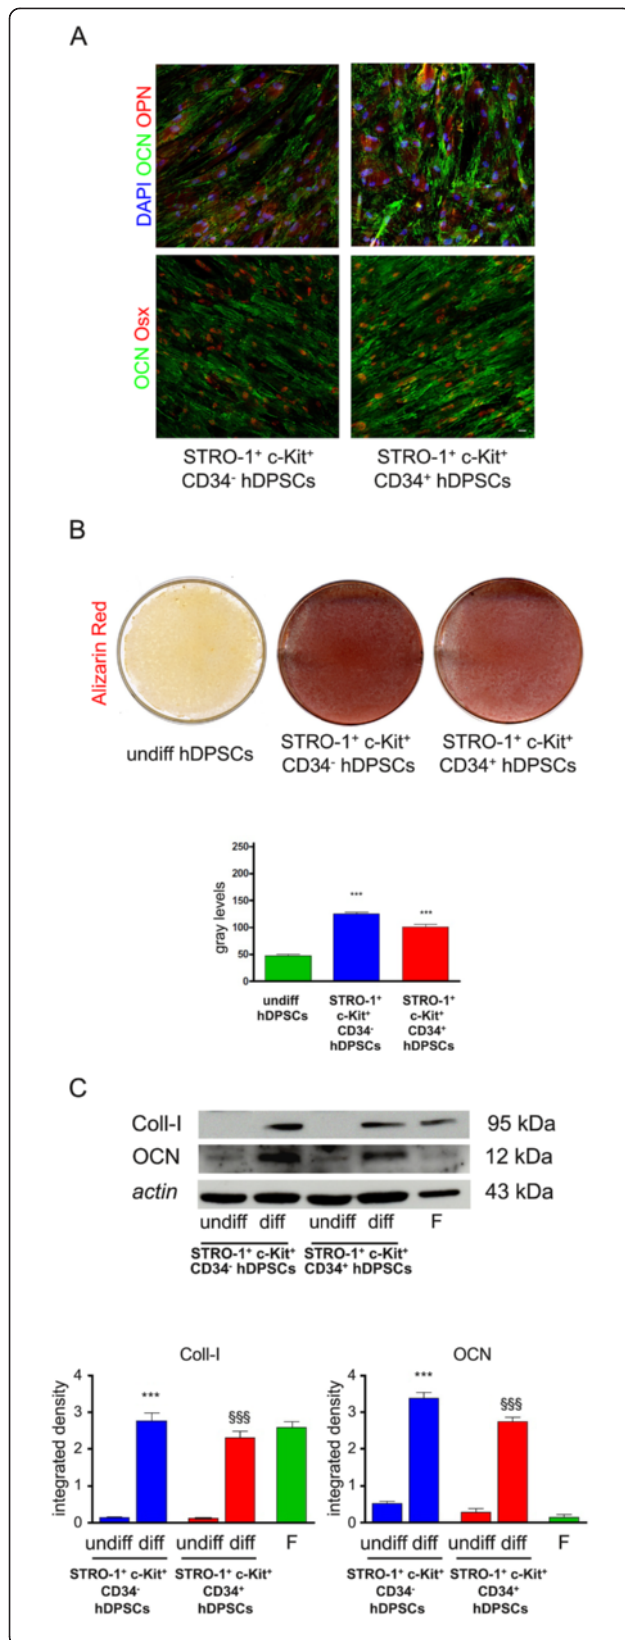 A
DAPI OCN OPN
OCN Osx
STRO-1⁺ c-Kit⁺
CD34⁻ hDPSCs
STRO-1⁺ c-Kit⁺
CD34⁺ hDPSCs
B
Alizarin Red
undiff hDPSCs
STRO-1⁺ c-Kit⁺
CD34⁻ hDPSCs
STRO-1⁺ c-Kit⁺
CD34⁺ hDPSCs
gray levels
250
200
150
100
50
0
***
***
undiff
hDPSCs
STRO-1⁺
c-Kit⁺
CD34⁻
hDPSCs
STRO-1⁺
c-Kit⁺
CD34⁺
hDPSCs
C
Coll-I 95 kDa
OCN 12 kDa
actin 43 kDa
undiff diff undiff diff F
STRO-1⁺ c-Kit⁺
CD34⁻ hDPSCs
STRO-1⁺ c-Kit⁺
CD34⁺ hDPSCs
Coll-I
integrated density
4
3
2
1
0
***
§§§
undiff diff undiff diff F
STRO-1⁺ c-Kit⁺
CD34⁻
hDPSCs
STRO-1⁺ c-Kit⁺
CD34⁺
hDPSCs
OCN
integrated density
4
3
2
1
0
***
§§§
undiff diff undiff diff F
STRO-1⁺ c-Kit⁺
CD34⁻
hDPSCs
STRO-1⁺ c-Kit⁺
CD34⁺
hDPSCs